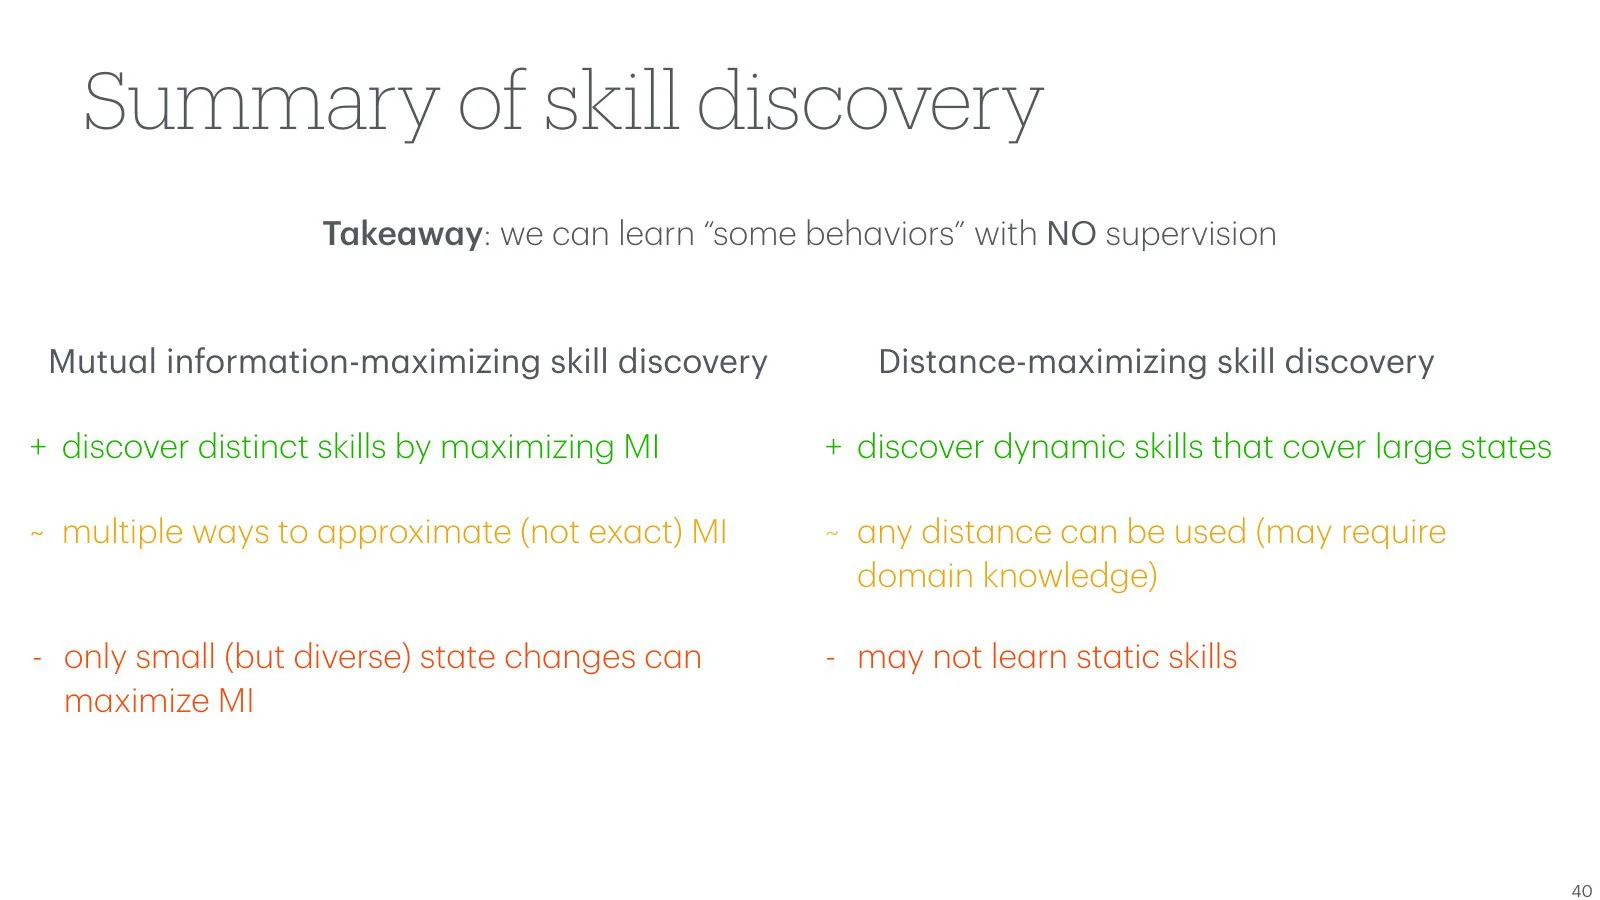 Summary of skill discovery
Takeaway: we can learn “some behaviors” with NO supervision
Mutual information-maximizing skill discovery
+ discover distinct skills by maximizing MI
~ multiple ways to approximate (not exact) MI
- only small (but diverse) state changes can
maximize MI
Distance-maximizing skill discovery
+ discover dynamic skills that cover large states
~ any distance can be used (may require
domain knowledge)
- may not learn static skills
40